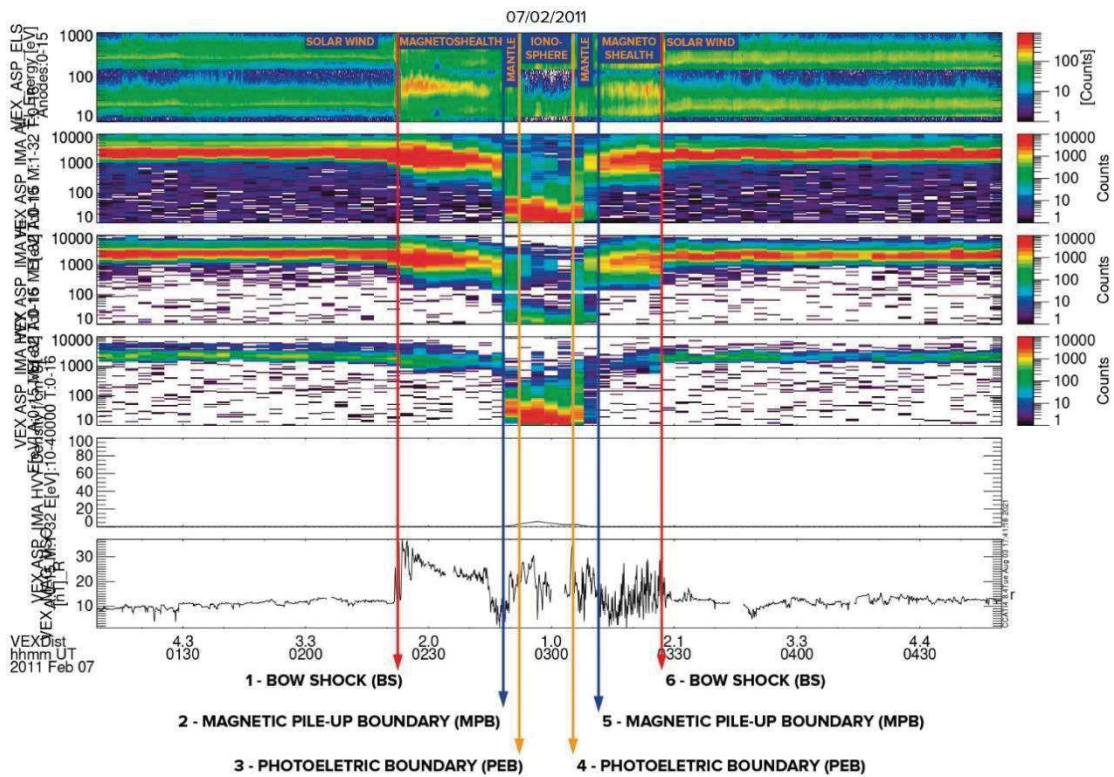 07/02/2011
SOLAR WIND
MAGNETOSHEALTH
MANTLE
IONO-
SPHERE
MANTLE
MAGNETO
SHEALTH
SOLAR WIND
1000
100
10
100
10
1
[Counts]
10000
1000
100
10
10000
1000
100
10
1
Counts
10000
1000
100
10
10000
1000
100
10
1
Counts
10000
1000
100
10
10000
1000
100
10
1
Counts
100
80
60
40
20
0
30
20
10
r
VEXDist 4.3 3.3 2.0 1.0 2.1 3.3 4.4
hhmm UT 0130 0200 0230 0300 0330 0400 0430
2011 Feb 07
1 - BOW SHOCK (BS)
6 - BOW SHOCK (BS)
2 - MAGNETIC PILE-UP BOUNDARY (MPB)
5 - MAGNETIC PILE-UP BOUNDARY (MPB)
3 - PHOTOELETRIC BOUNDARY (PEB)
4 - PHOTOELETRIC BOUNDARY (PEB)